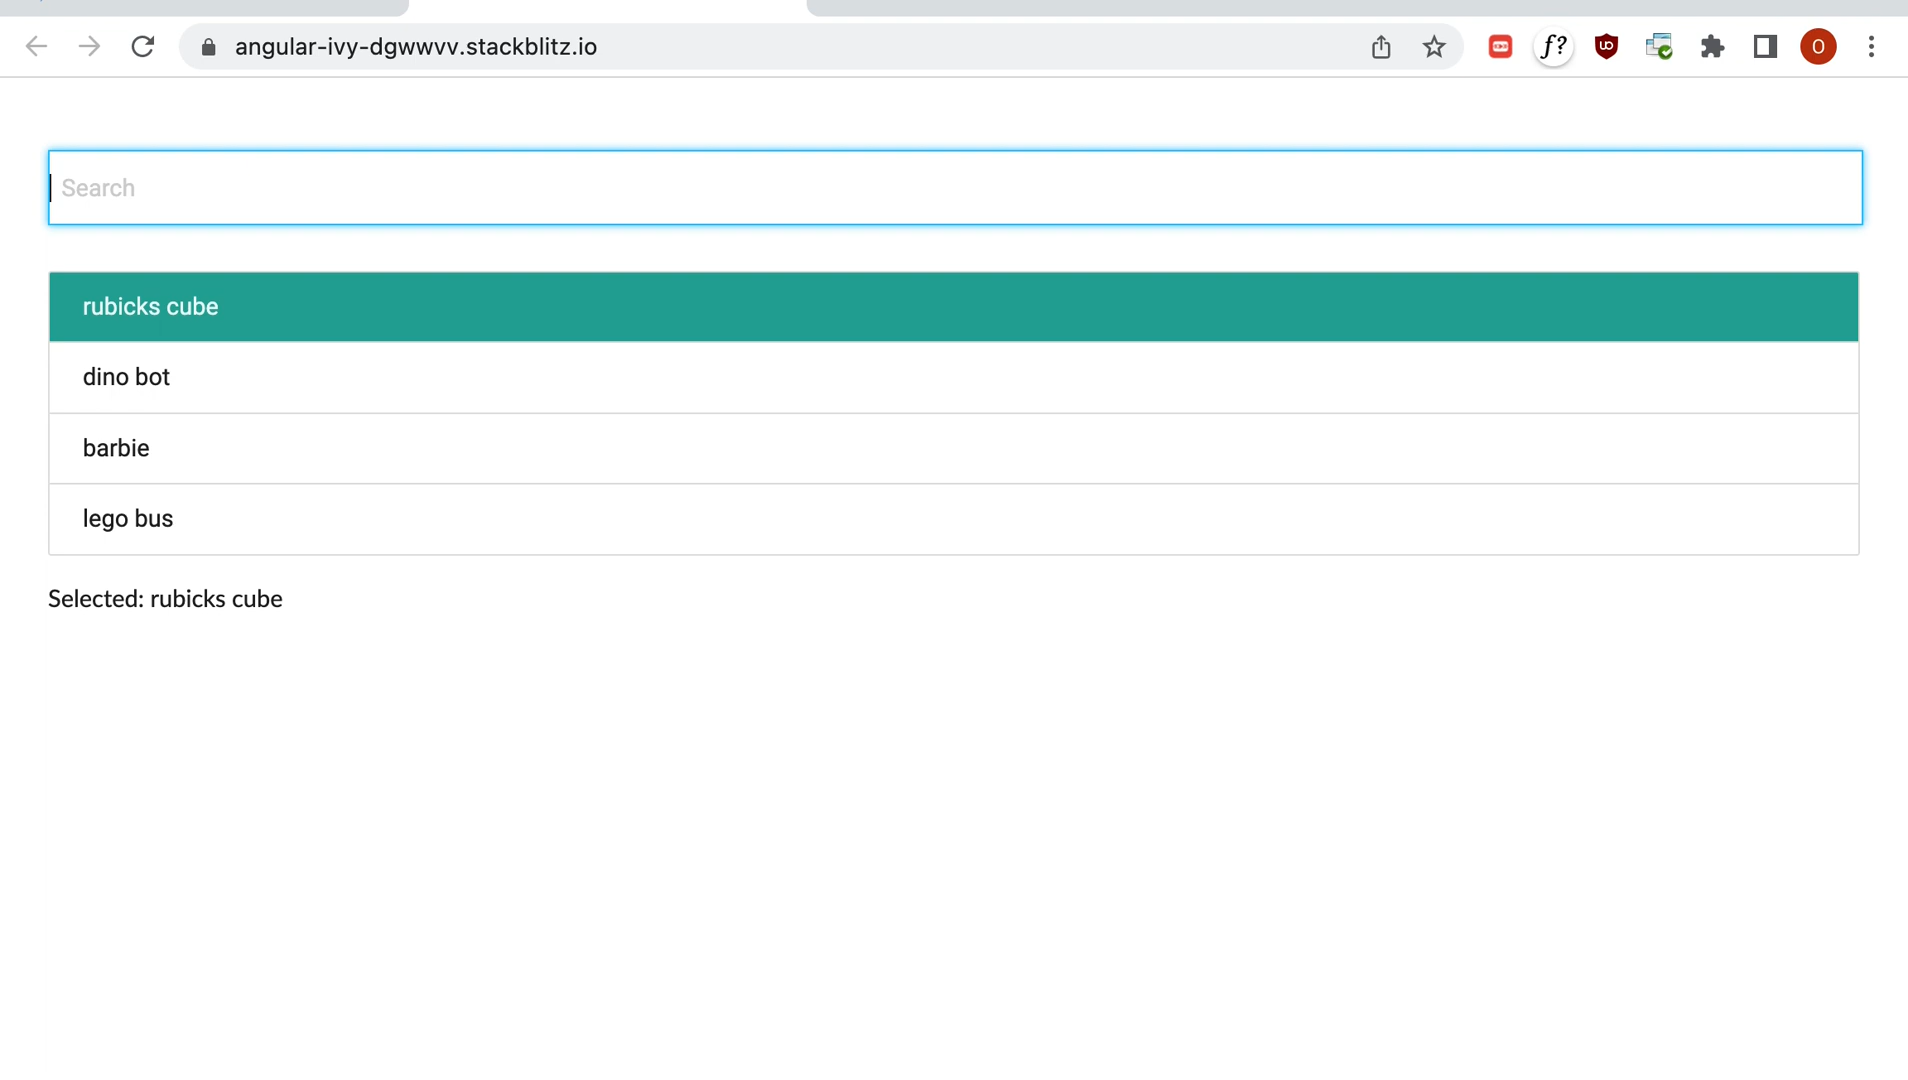 angular-ivy-dgwwvv.stackblitz.io
f?
O
Search
rubicks cube
dino bot
barbie
lego bus
Selected: rubicks cube